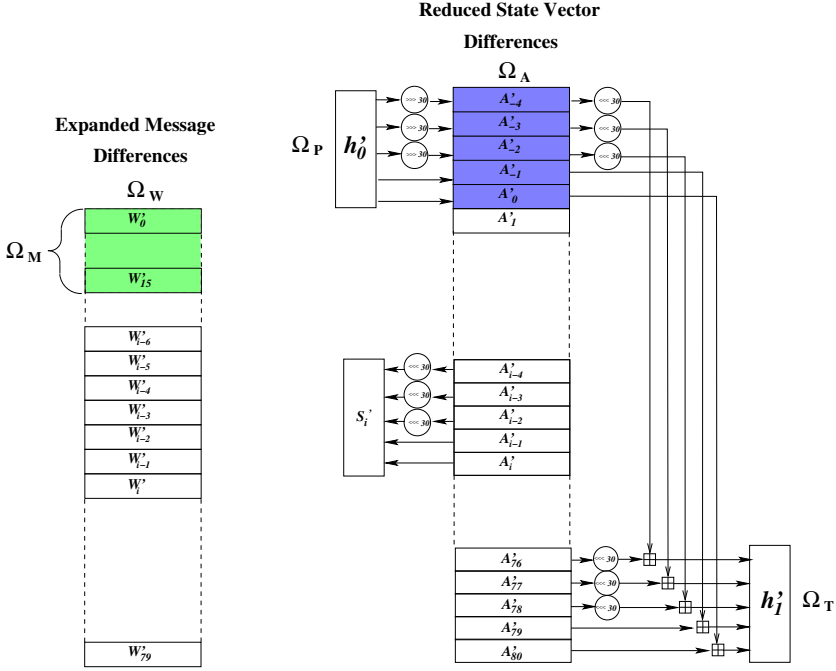 Reduced State Vector
Differences
Ω A
Expanded Message
Differences
Ω W
Ω M
W'0
W'15
W'i–6
W'i–5
W'i–4
W'i–3
W'i–2
W'i–1
Wi'
W'79
Ω P
h'0
>>> 30
>>> 30
>>> 30
A'–4
A'–3
A'–2
A'–1
A'0
A'1
<<< 30
<<< 30
<<< 30
Si'
<<< 30
<<< 30
<<< 30
A'i–4
A'i–3
A'i–2
A'i–1
A'i
A'76
A'77
A'78
A'79
A'80
<<< 30
<<< 30
<<< 30
h'1
Ω T